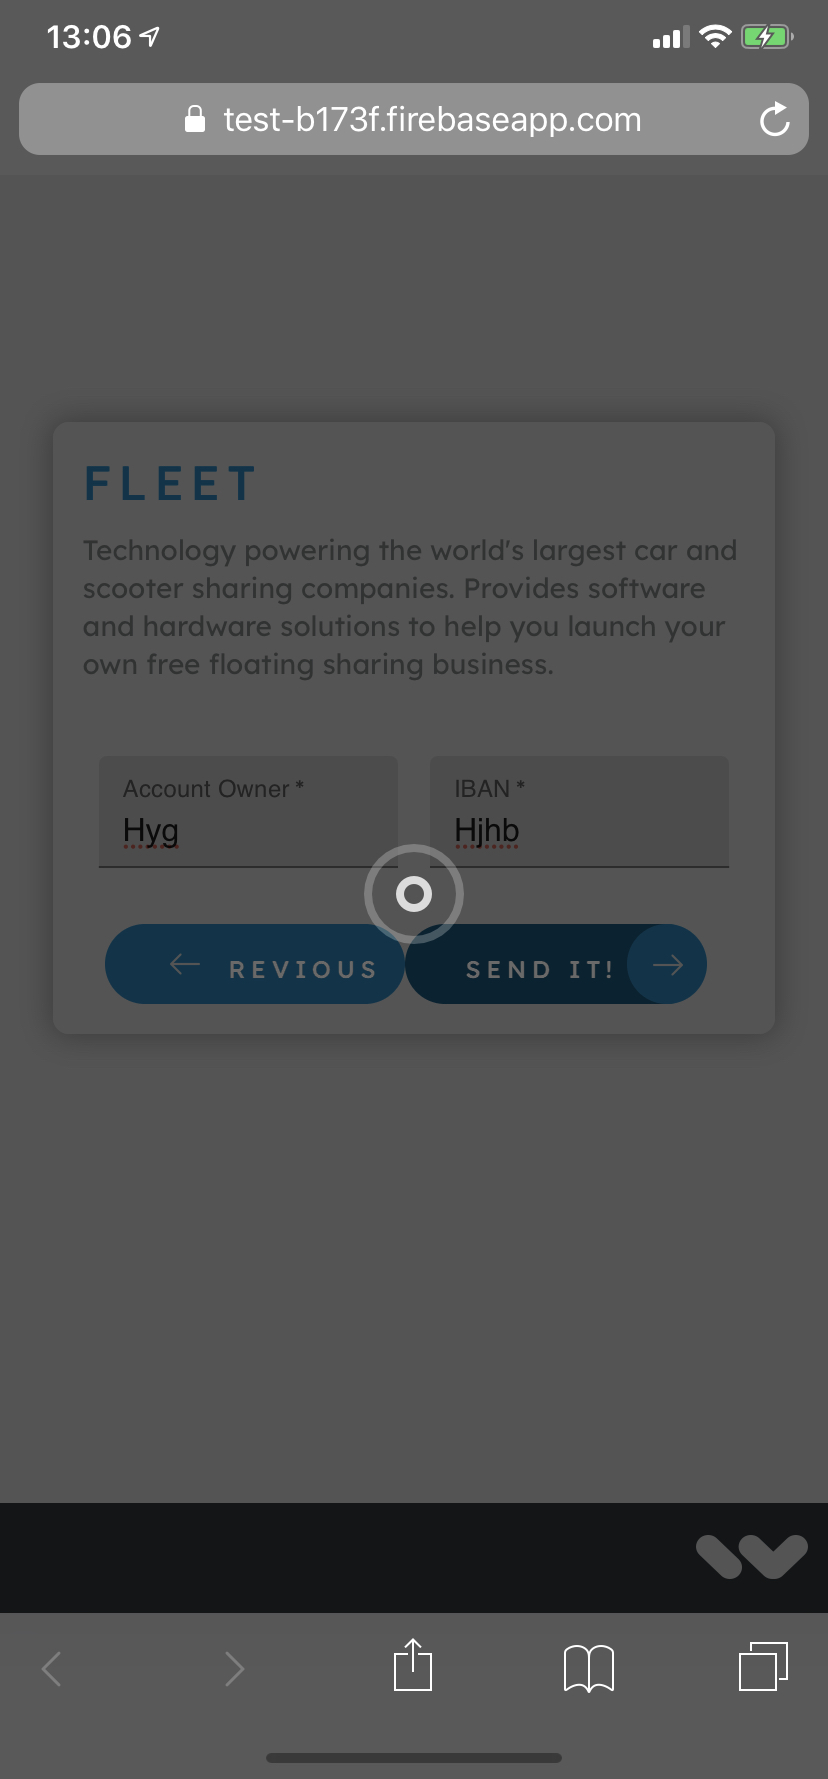 13:06
test-b173f.firebaseapp.com
FLEET
Technology powering the world's largest car and
scooter sharing companies. Provides software
and hardware solutions to help you launch your
own free floating sharing business.
Account Owner *
IBAN *
Hyg
Hjhb
REVIOUS
SEND IT!